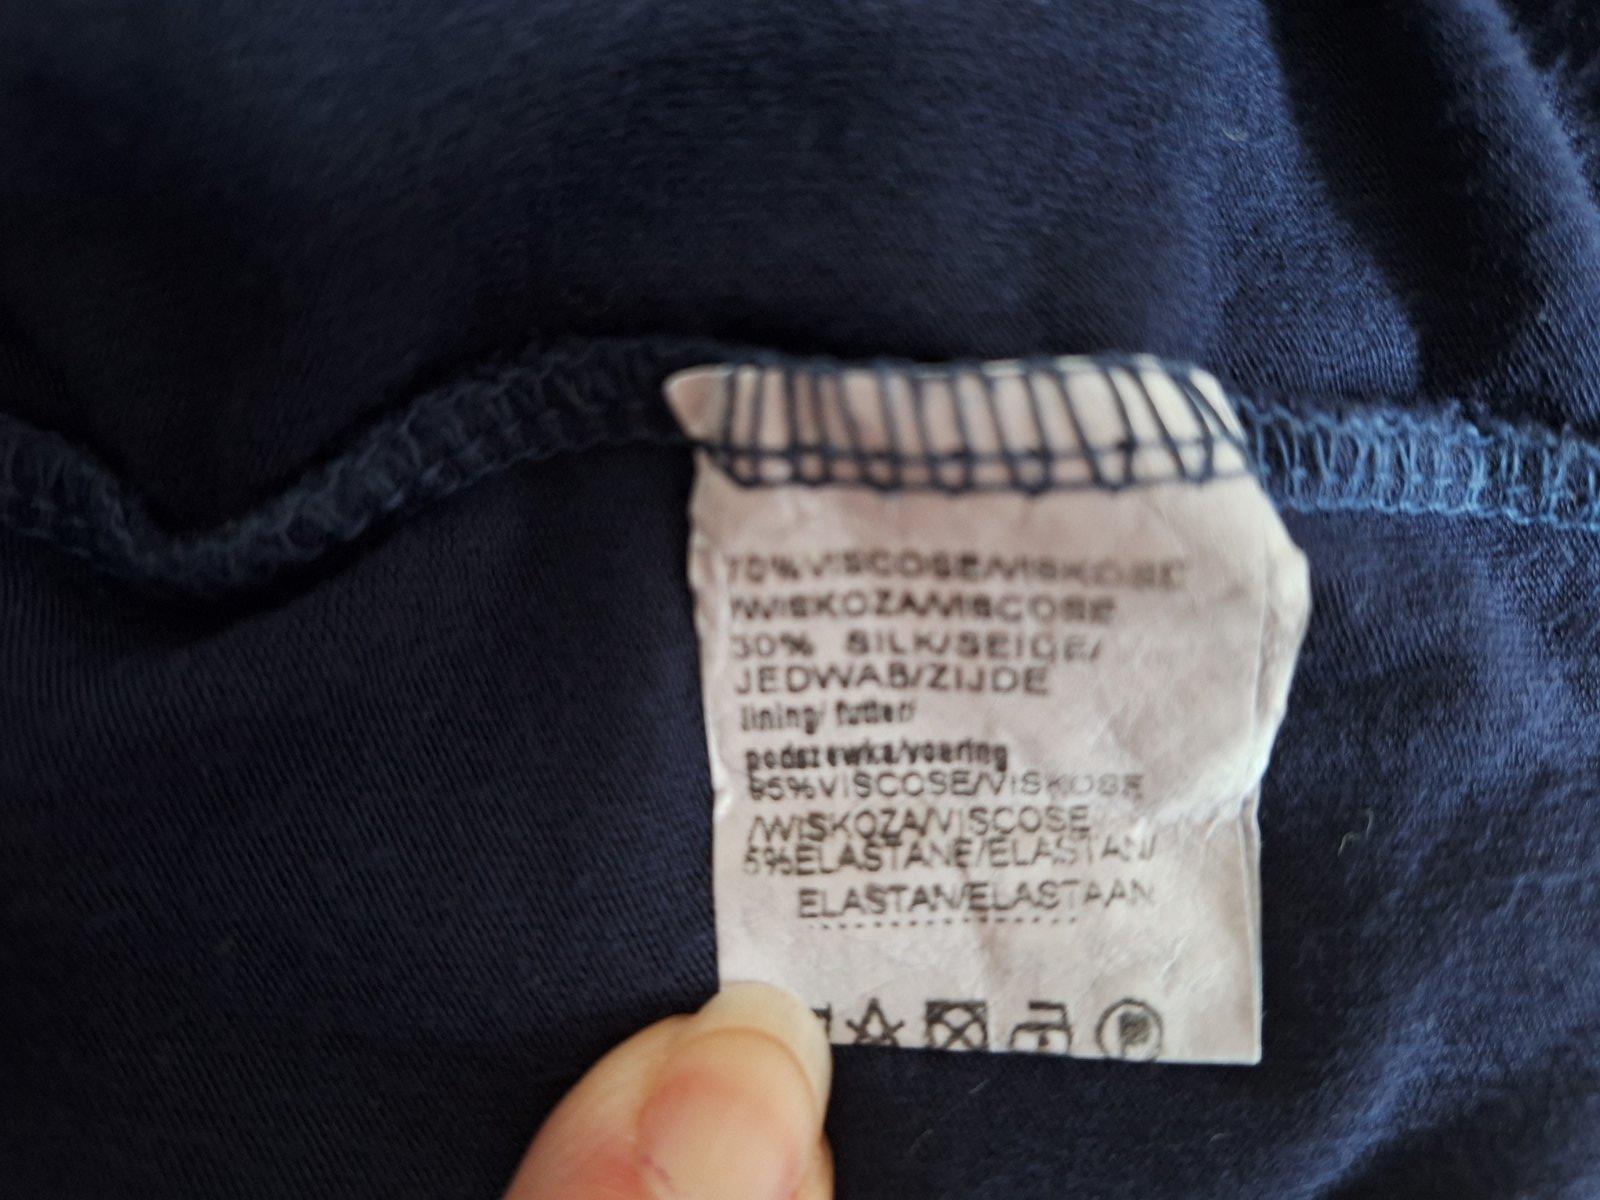 70%VISCOSE/VISKOSE
/WISKOZA/VISCOSE
30% SILK/SEIDE/
JEDWAB/ZIJDE
lining/ futter/
podszewka/voering
95%VISCOSE/VISKOSE
/WISKOZA/VISCOSE
5%ELASTANE/ELASTAN/
ELASTAN/ELASTAAN
P